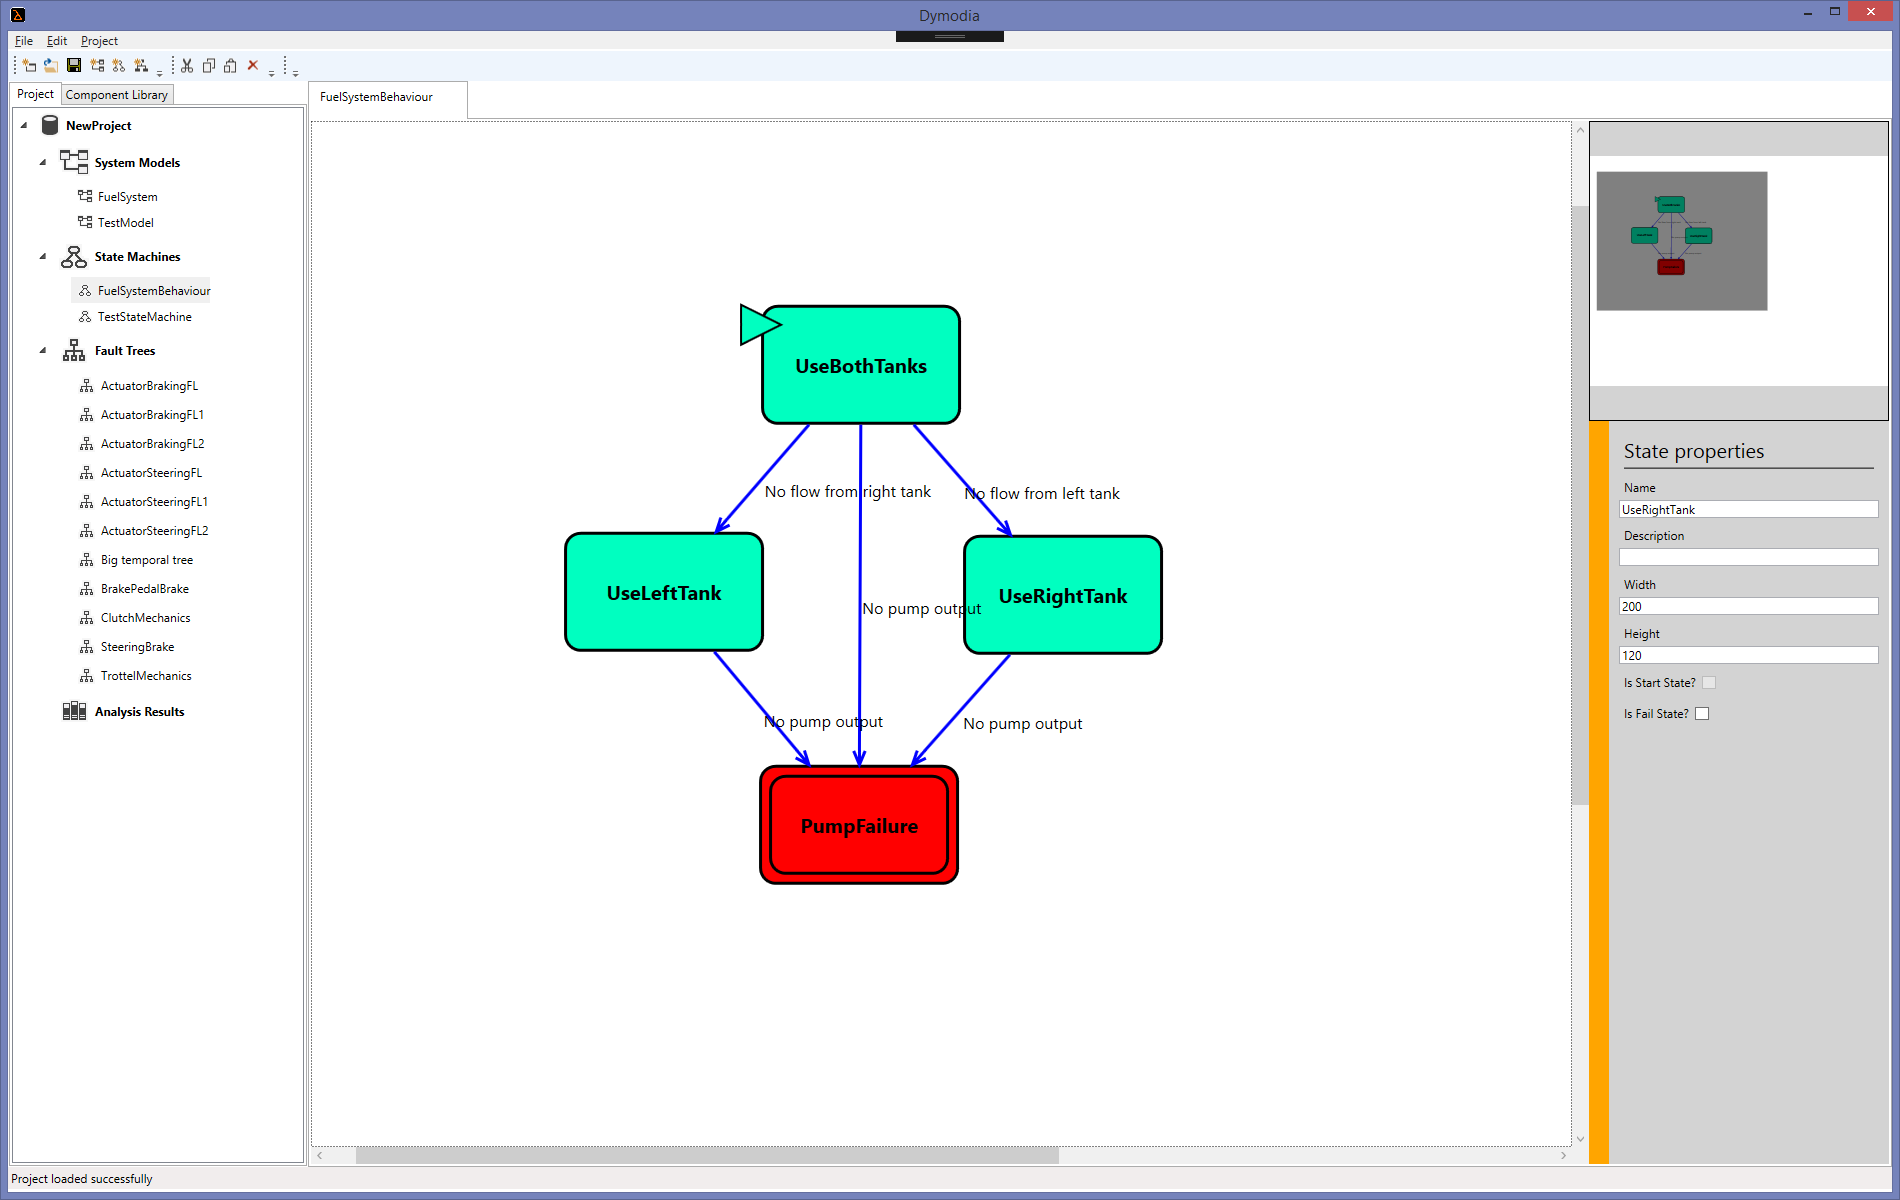 Dymodia
File Edit Project
Project Component Library
FuelSystemBehaviour
NewProject
System Models
FuelSystem
TestModel
State Machines
FuelSystemBehaviour
TestStateMachine
Fault Trees
ActuatorBrakingFL
ActuatorBrakingFL1
ActuatorBrakingFL2
ActuatorSteeringFL
ActuatorSteeringFL1
ActuatorSteeringFL2
Big temporal tree
BrakePedalBrake
ClutchMechanics
SteeringBrake
TrottelMechanics
Analysis Results
UseBothTanks
No flow from right tank
No flow from left tank
UseLeftTank
UseRightTank
No pump output
No pump output
No pump output
PumpFailure
State properties
Name
UseRightTank
Description
Width
200
Height
120
Is Start State?
Is Fail State?
Project loaded successfully